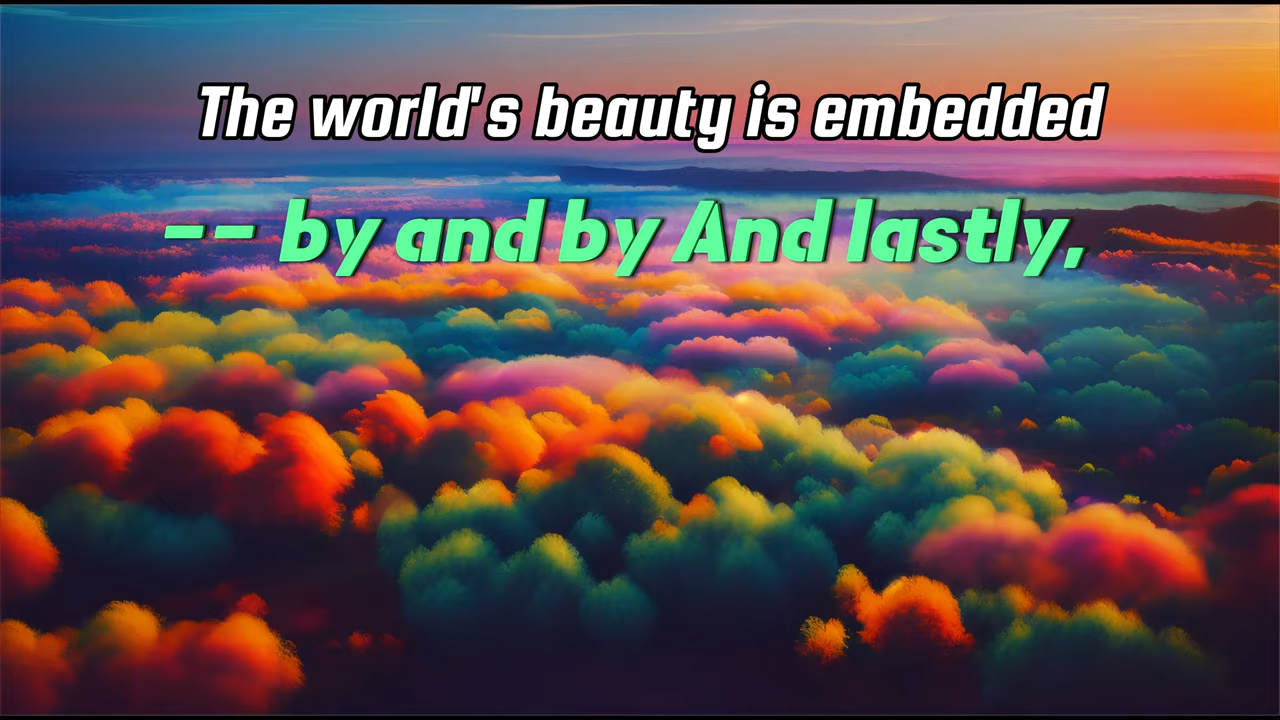 The world's beauty is embedded
-- by and by And lastly,